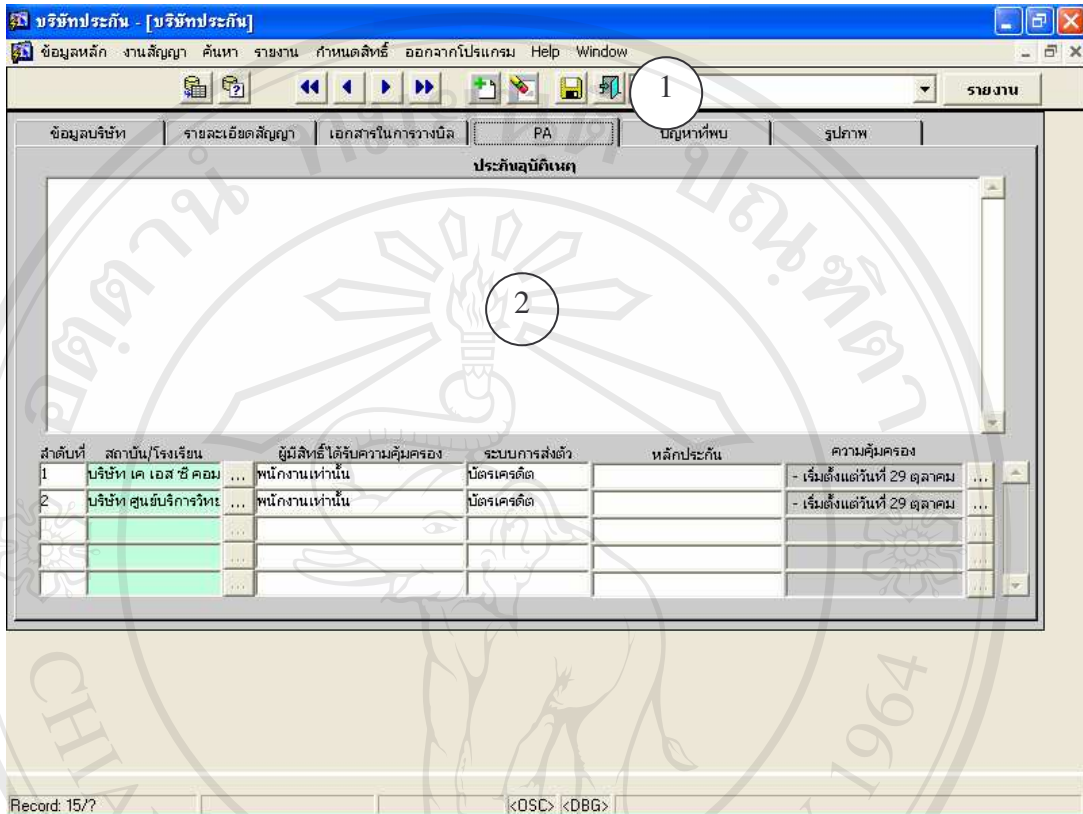 บริษัทประกัน - [บริษัทประกัน]
ข้อมูลหลัก งานสัญญา ค้นหา รายงาน กำหนดสิทธิ์ ออกจากโปรแกรม Help Window
1
รายงาน
ข้อมูลบริษัท รายละเอียดสัญญา เอกสารในการวางบิล PA ปัญหาที่พบ รูปภาพ
ประกันอุบัติเหตุ
2
ลำดับที่ สถาบัน/โรงเรียน ผู้มีสิทธิ์ได้รับความคุ้มครอง ระบบการส่งตัว หลักประกัน ความคุ้มครอง
1 บริษัท เค เอส ซี คอม ... พนักงานเท่านั้น บัตรเครดิต - เริ่มตั้งแต่วันที่ 29 ตุลาคม ...
2 บริษัท ศูนย์บริการวิทย ... พนักงานเท่านั้น บัตรเครดิต - เริ่มตั้งแต่วันที่ 29 ตุลาคม ...
... ...
... ...
... ...
Record: 15/? <OSC> <DBG>
1964